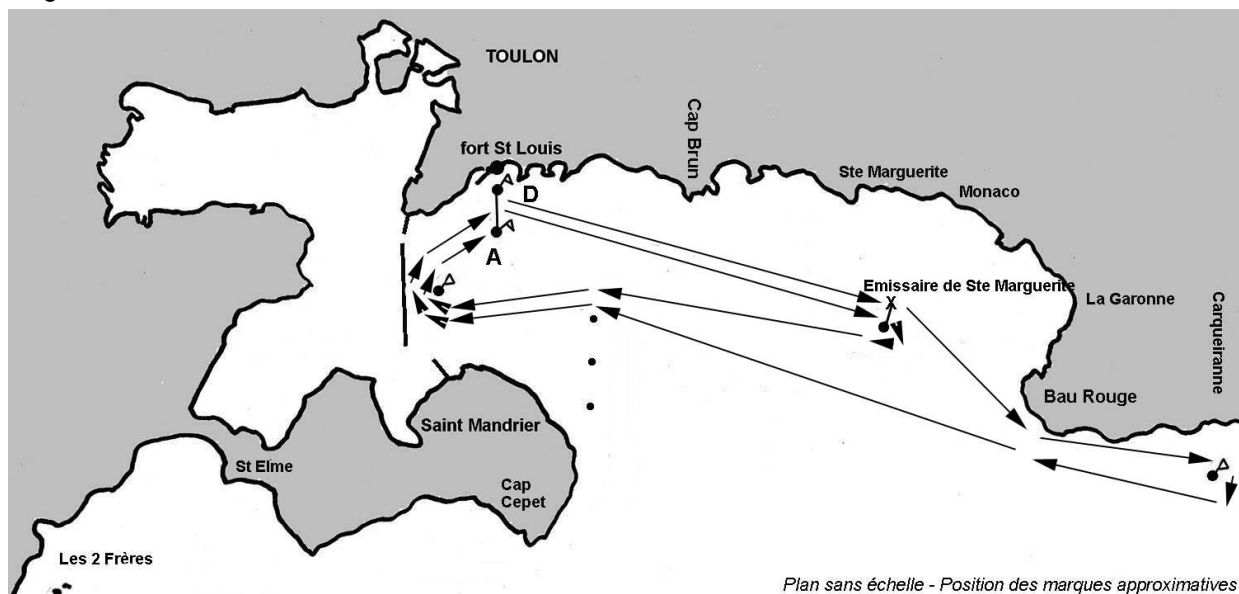 TOULON
fort St Louis
Cap Brun
Ste Marguerite
Monaco
D
A
Emissaire de Ste Marguerite
X
La Garonne
Carqueiranne
Bau Rouge
Saint Mandrier
St Elme
Cap
Cepet
Les 2 Frères
Plan sans échelle - Position des marques approximatives